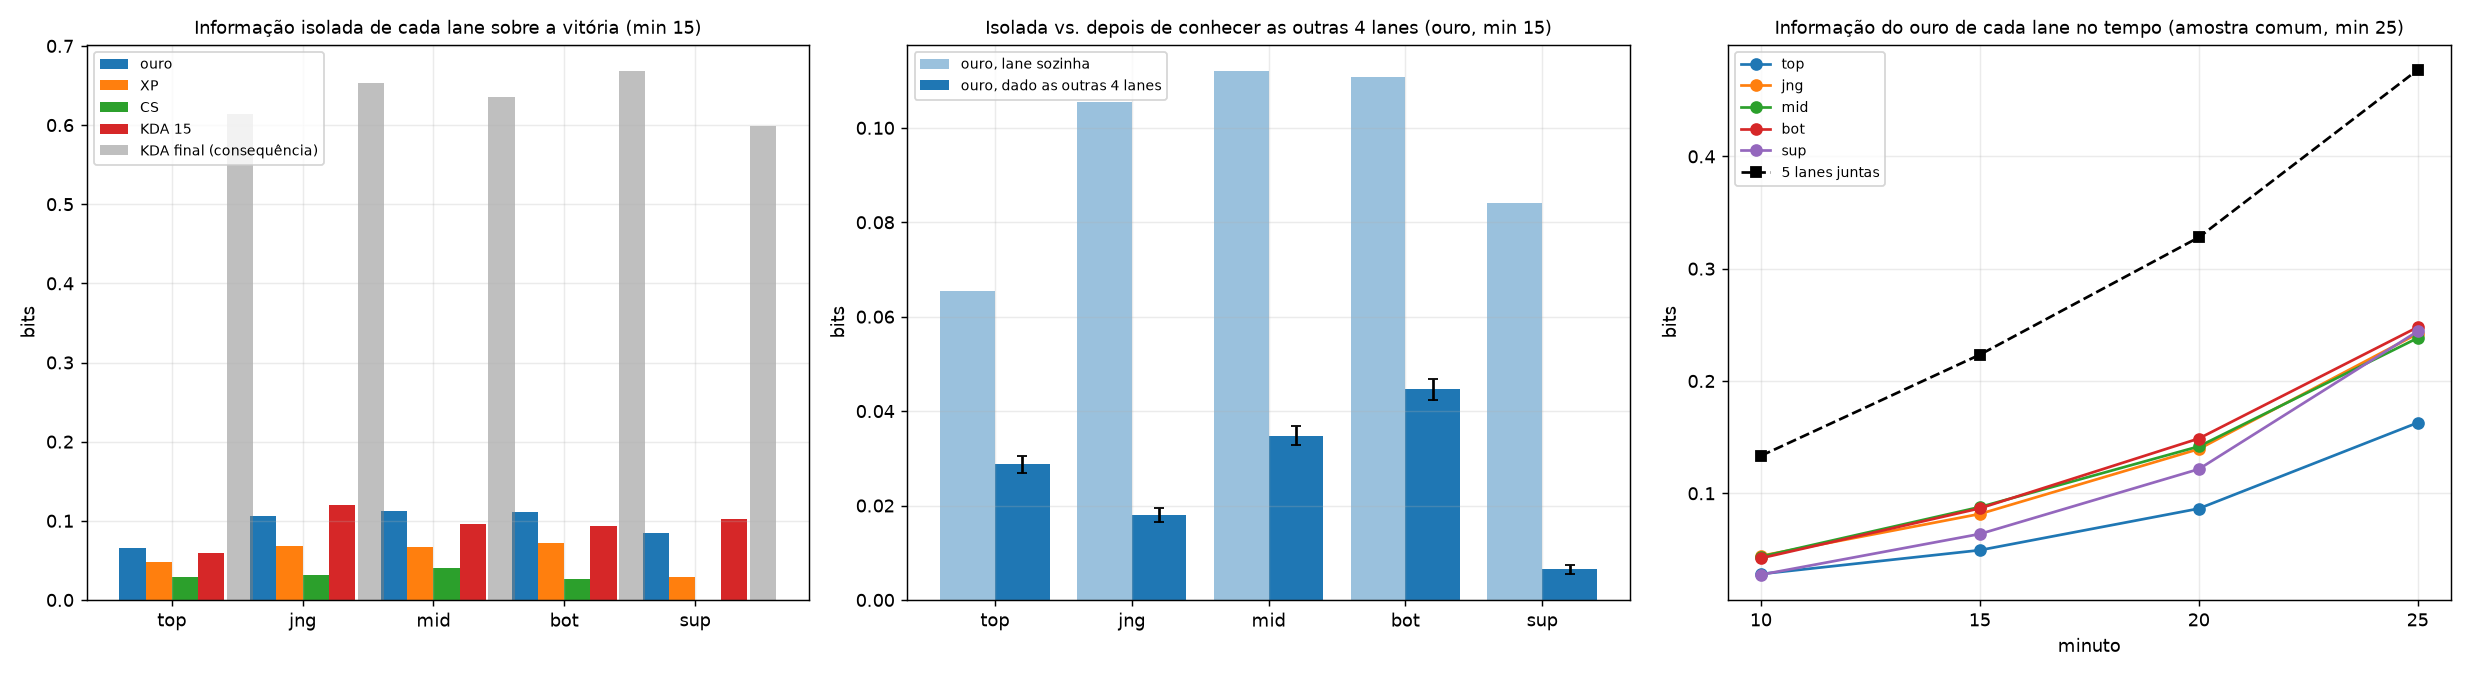 Informação isolada de cada lane sobre a vitória (min 15)
ouro
XP
CS
KDA 15
KDA final (consequência)
0.7
0.6
0.5
0.4
0.3
0.2
0.1
0.0
bits
top
jng
mid
bot
sup
Isolada vs. depois de conhecer as outras 4 lanes (ouro, min 15)
ouro, lane sozinha
ouro, dado as outras 4 lanes
0.10
0.08
0.06
0.04
0.02
0.00
bits
top
jng
mid
bot
sup
Informação do ouro de cada lane no tempo (amostra comum, min 25)
top
jng
mid
bot
sup
5 lanes juntas
0.4
0.3
0.2
0.1
bits
10
15
20
25
minuto